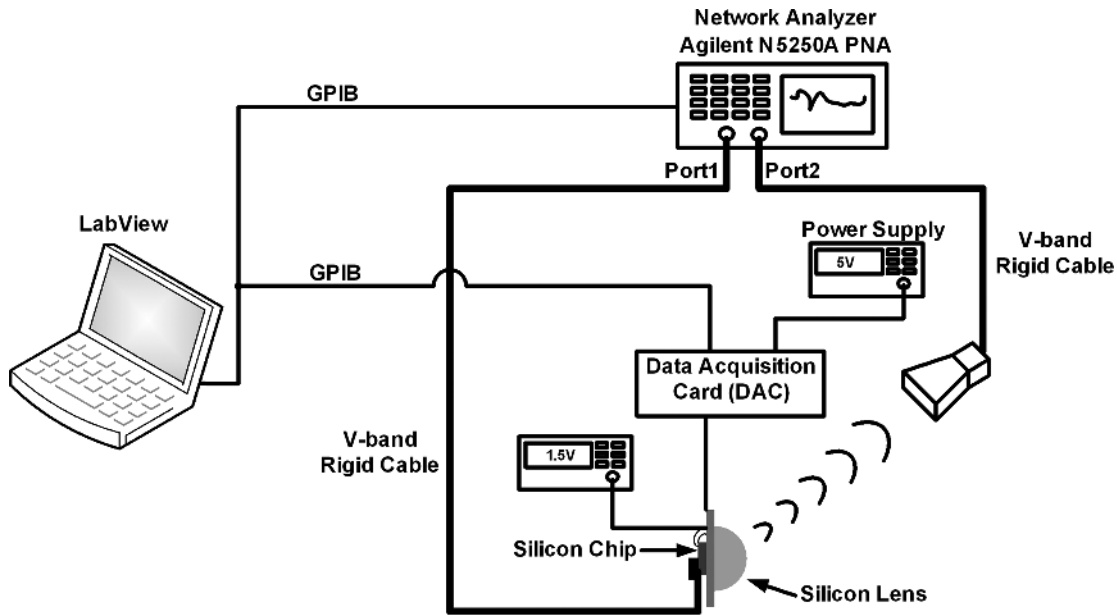 Network Analyzer
Agilent N5250A PNA
GPIB
Port1
Port2
LabView
Power Supply
5V
V-band
Rigid Cable
GPIB
Data Acquisition
Card (DAC)
V-band
Rigid Cable
1.5V
Silicon Chip
Silicon Lens